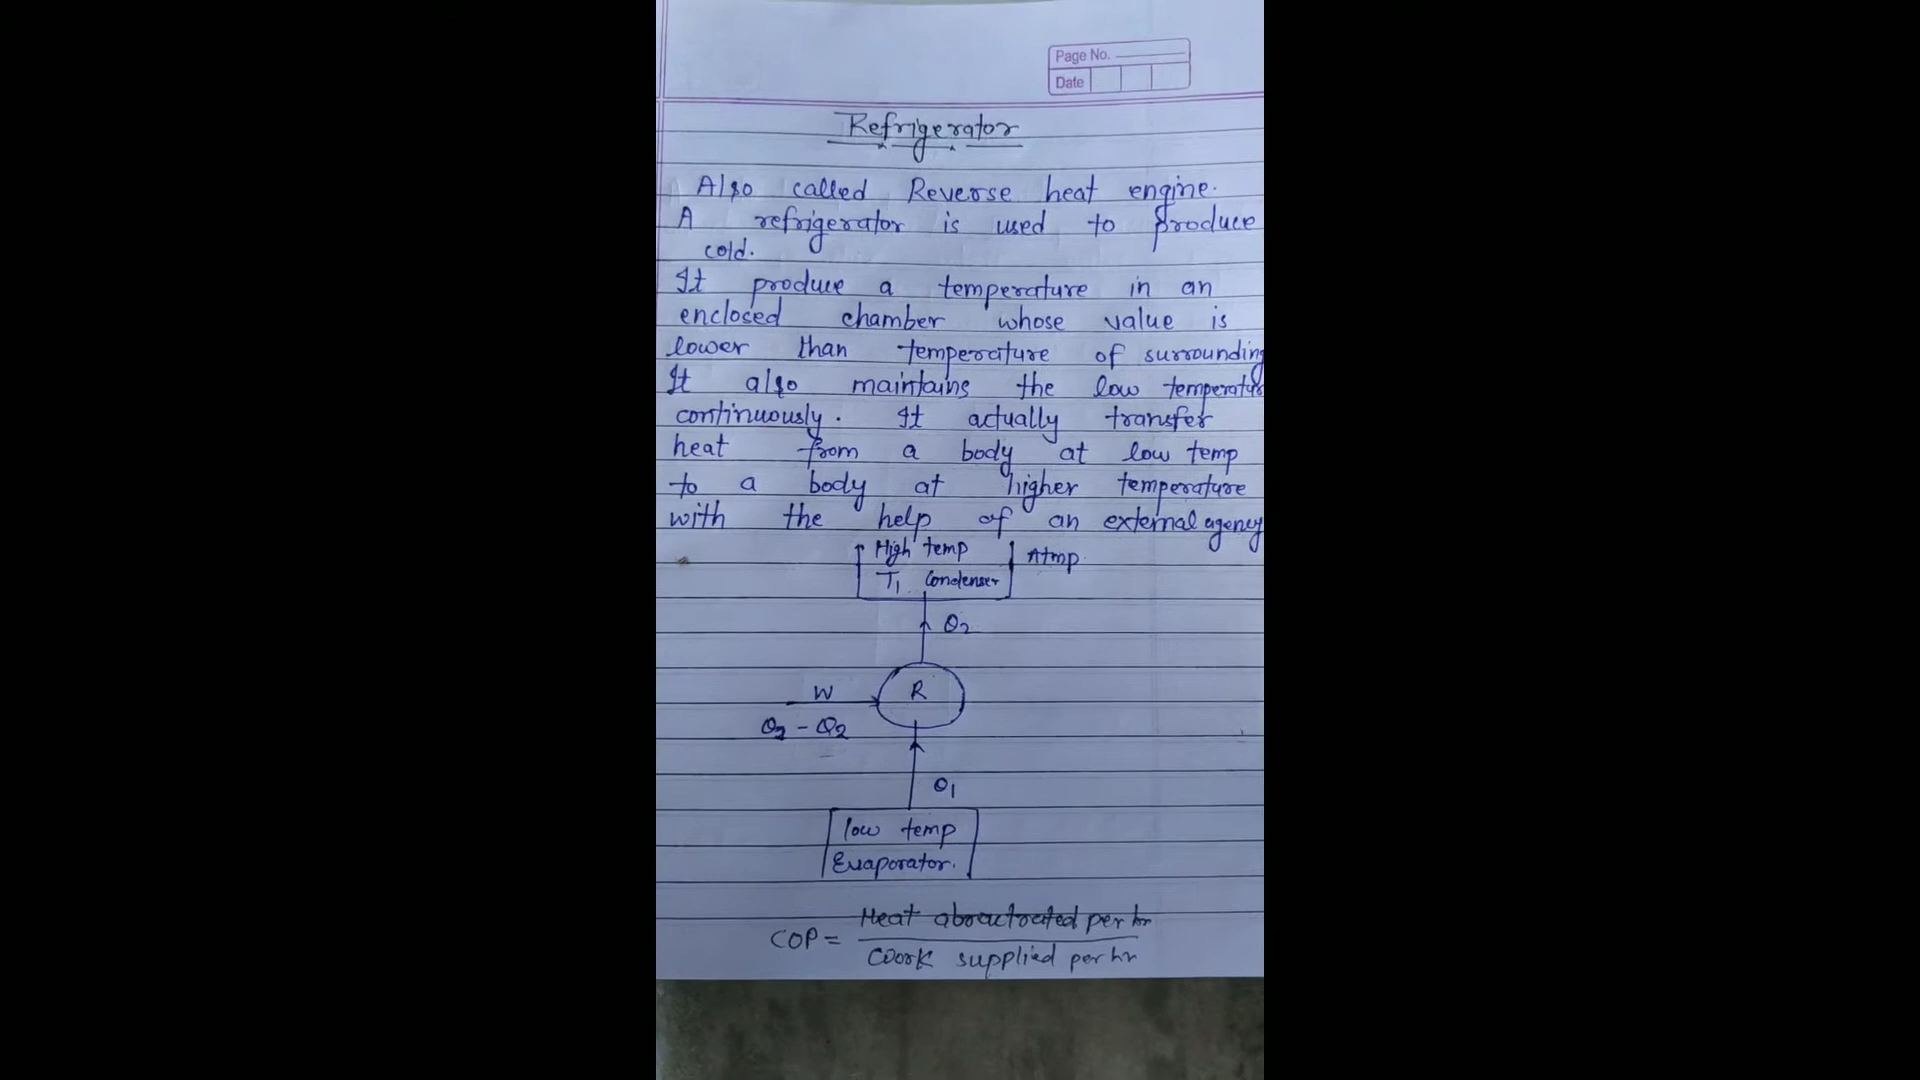 Page No.
Date
Refrigerator
Also called Reverse heat engine.
A refrigerator is used to produce
cold.
It produce a temperature in an
enclosed chamber whose value is
lower than temperature of surrounding
It also maintains the low temperatur
continuously. It actually transfer
heat from a body at low temp
to a body at higher temperature
with the help of an external agency
High temp Atmp
T1 Condenser
Q2
W R
Q2 - Q2
Q1
low temp
Evaporator.
Heat per hr
COP =
Work supplied per hr